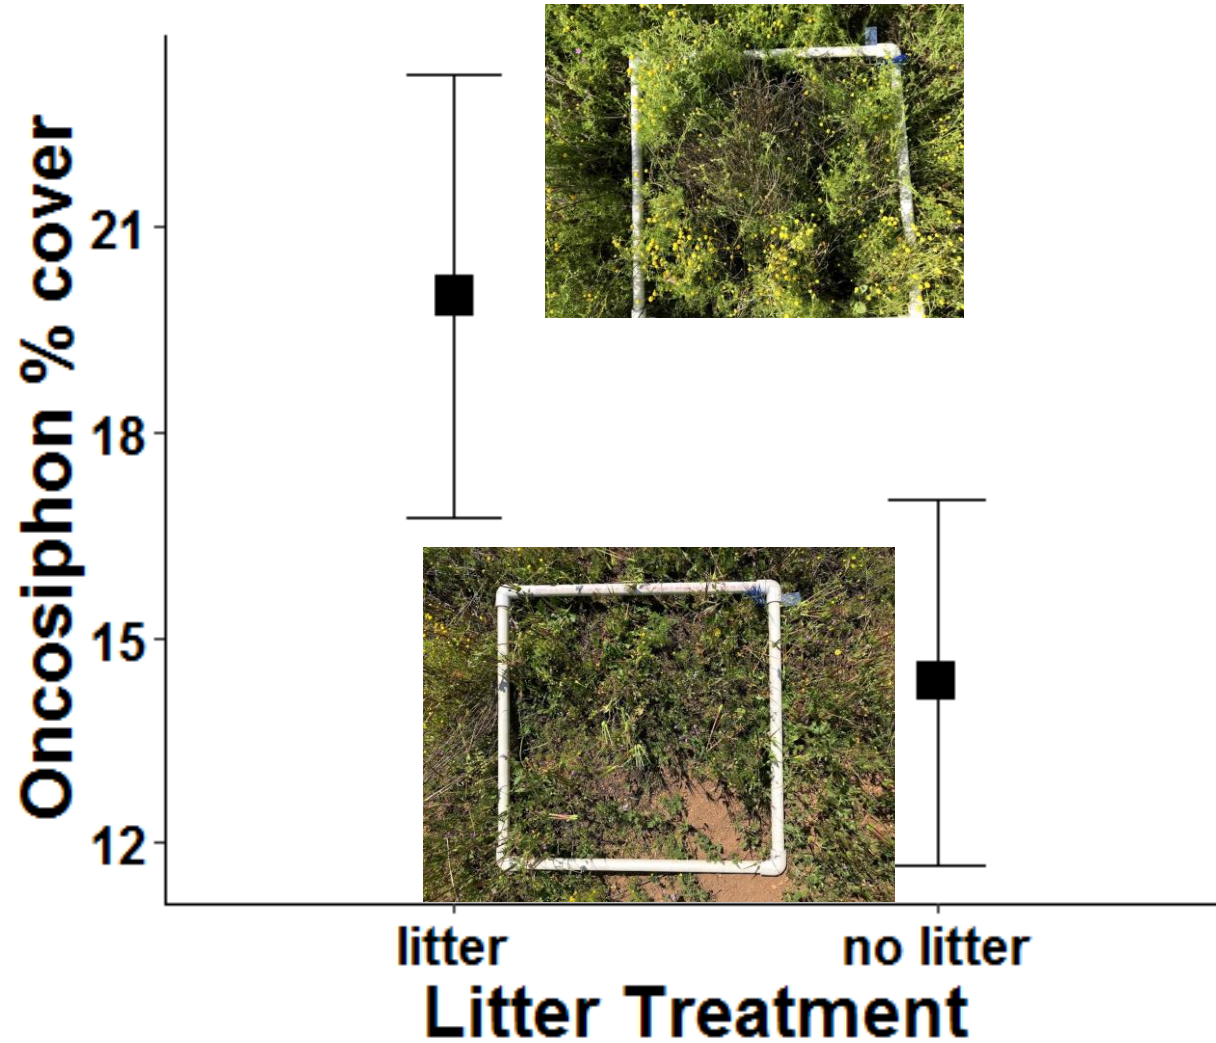 Oncosiphon % cover
21
18
15
12
litter
no litter
Litter Treatment